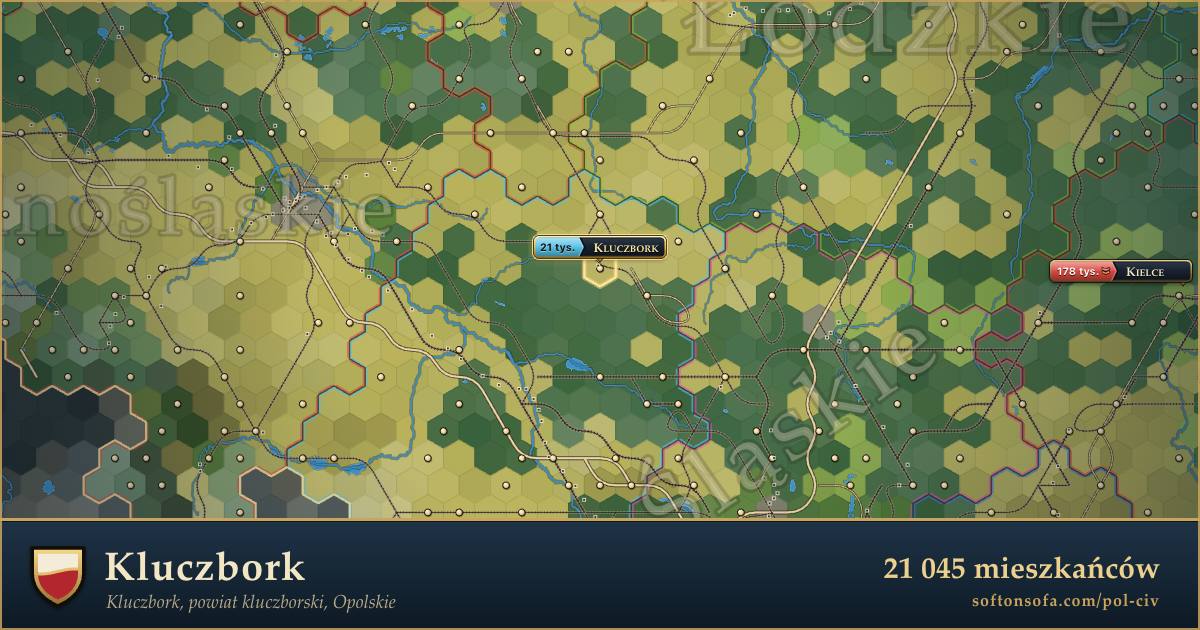 Łódzkie
nośląskie
21 tys. Kluczbork
178 tys. Kielce
Śląskie
Kluczbork
Kluczbork, powiat kluczborski, Opolskie
21 045 mieszkańców
softonsofa.com/pol-civ